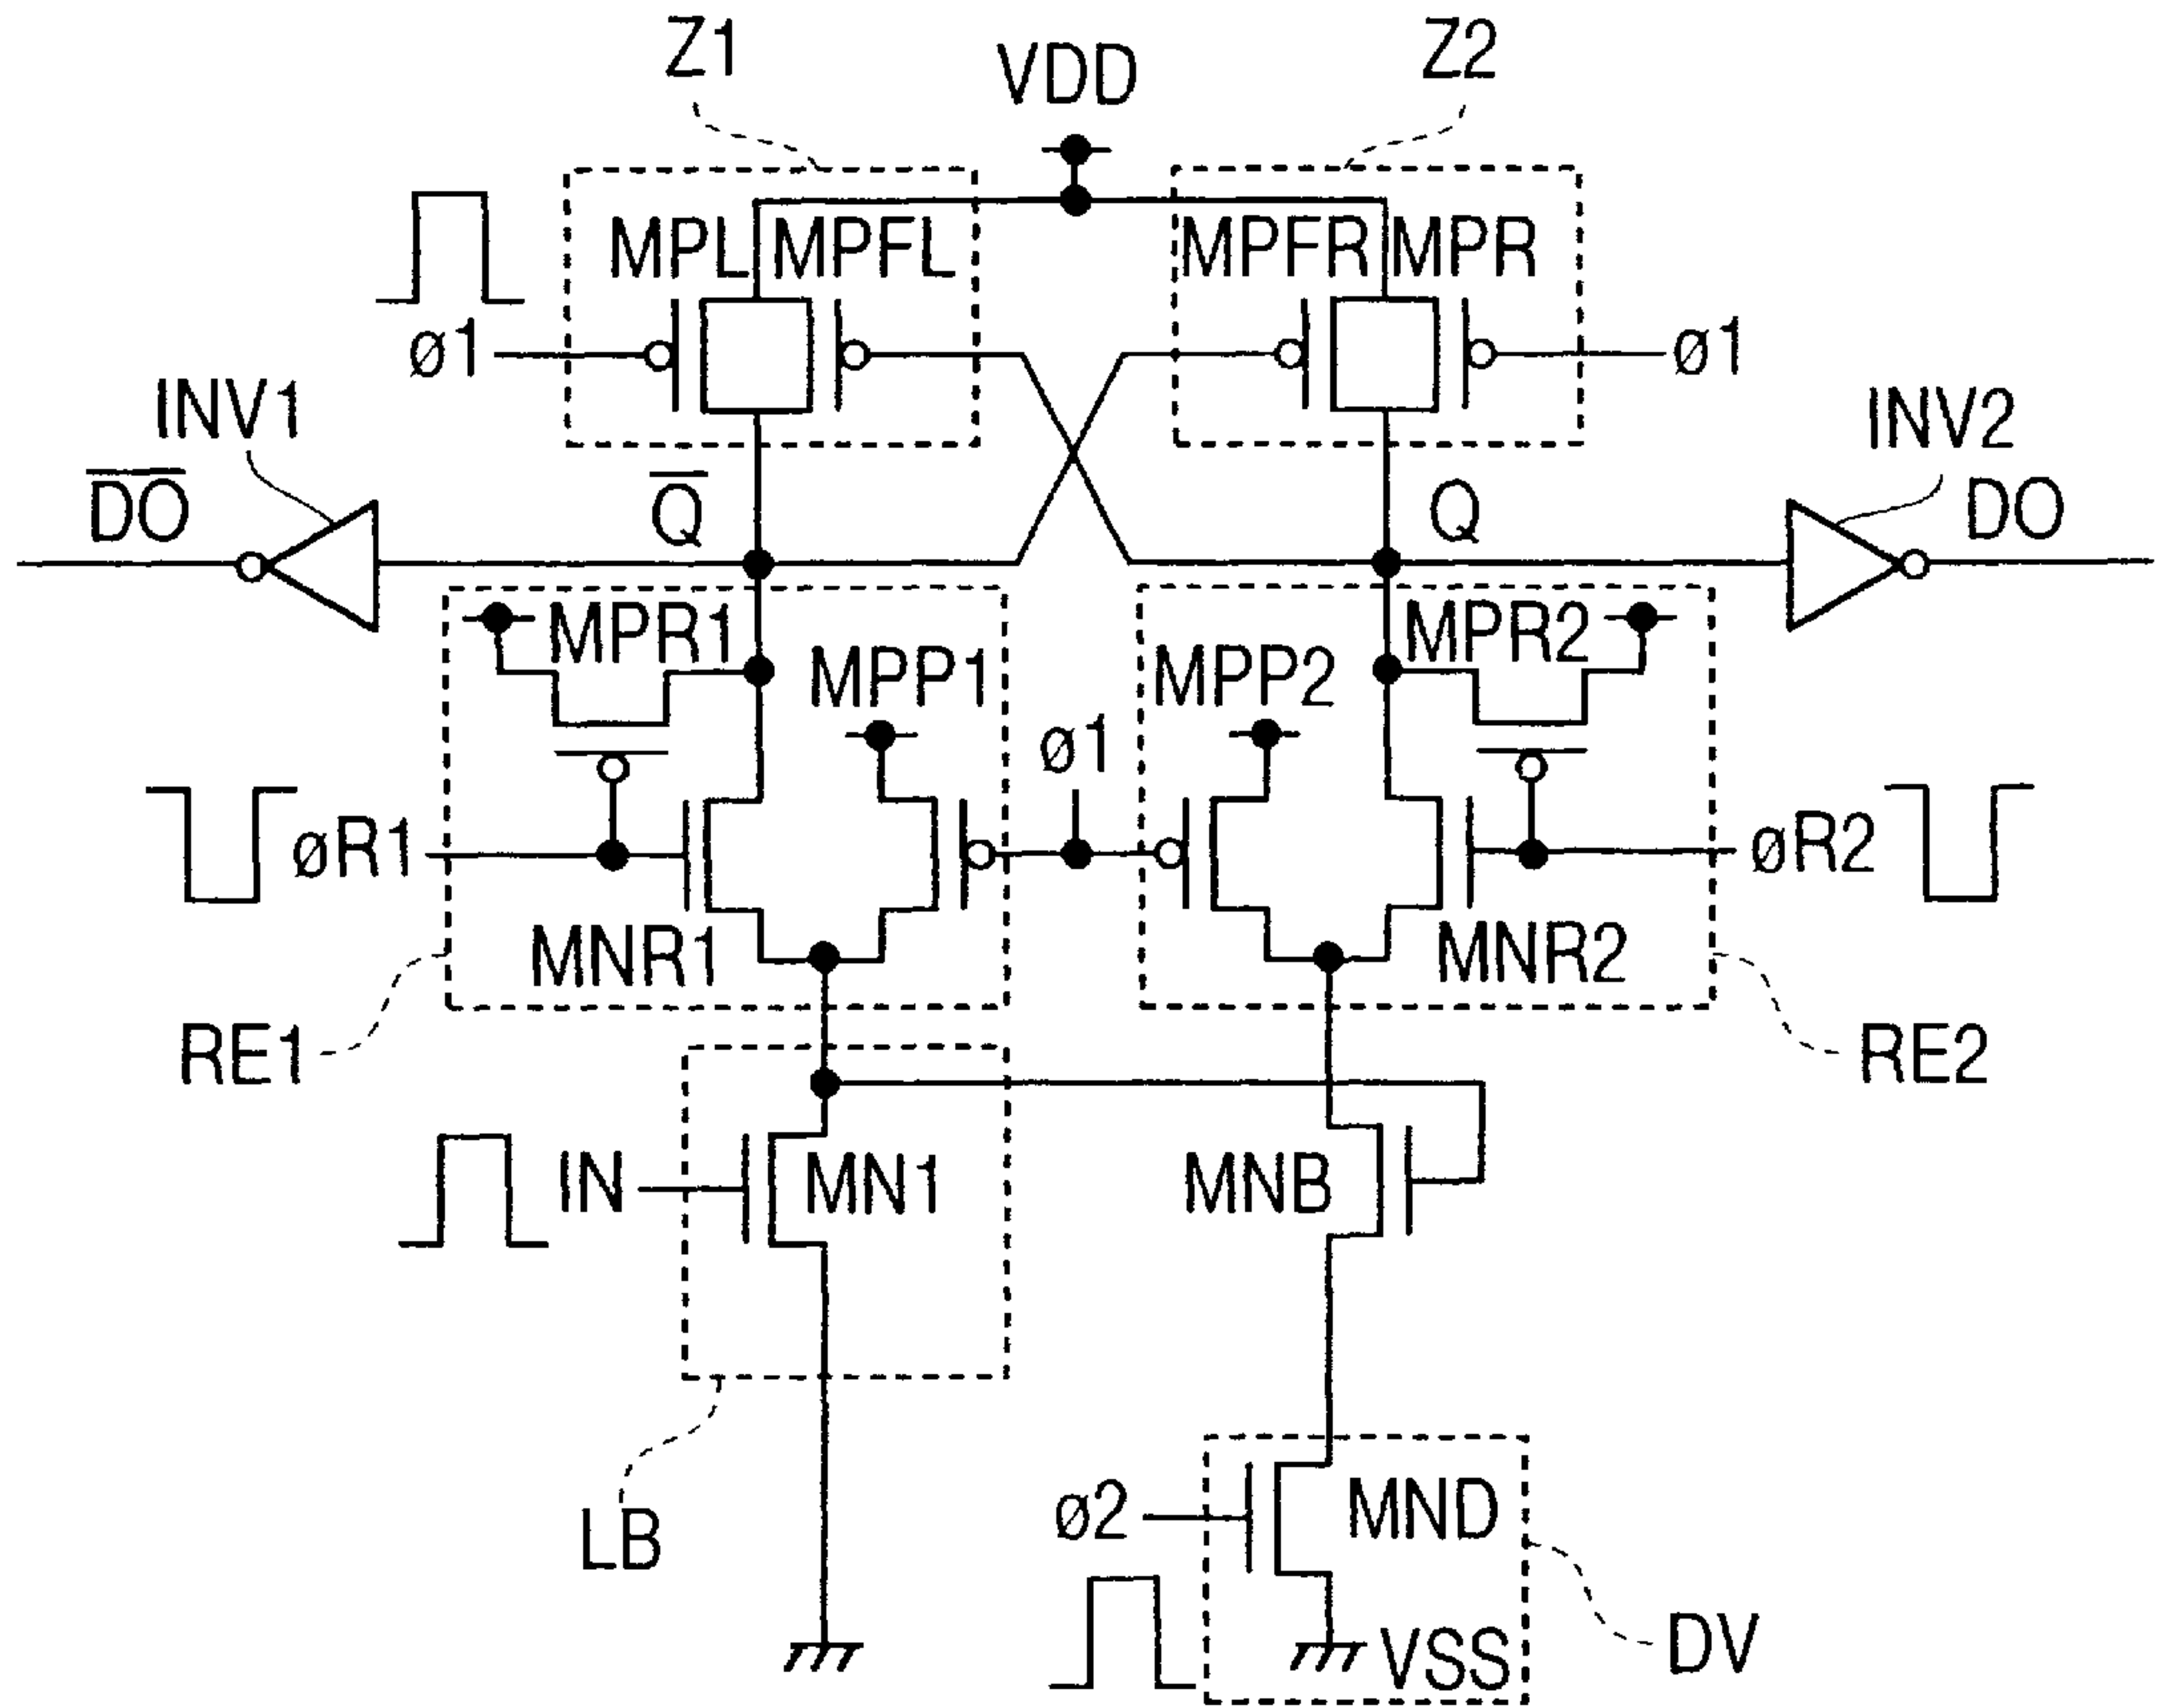 Z1
VDD
Z2
MPL MPFL
MPFR MPR
ø1
ø1
INV1
INV2
D̅O̅
Q̅
Q
DO
MPR1
MPR2
MPP1
MPP2
ø1
øR1
øR2
MNR1
MNR2
RE1
RE2
IN
MN1
MNB
LB
ø2
MND
VSS
DV